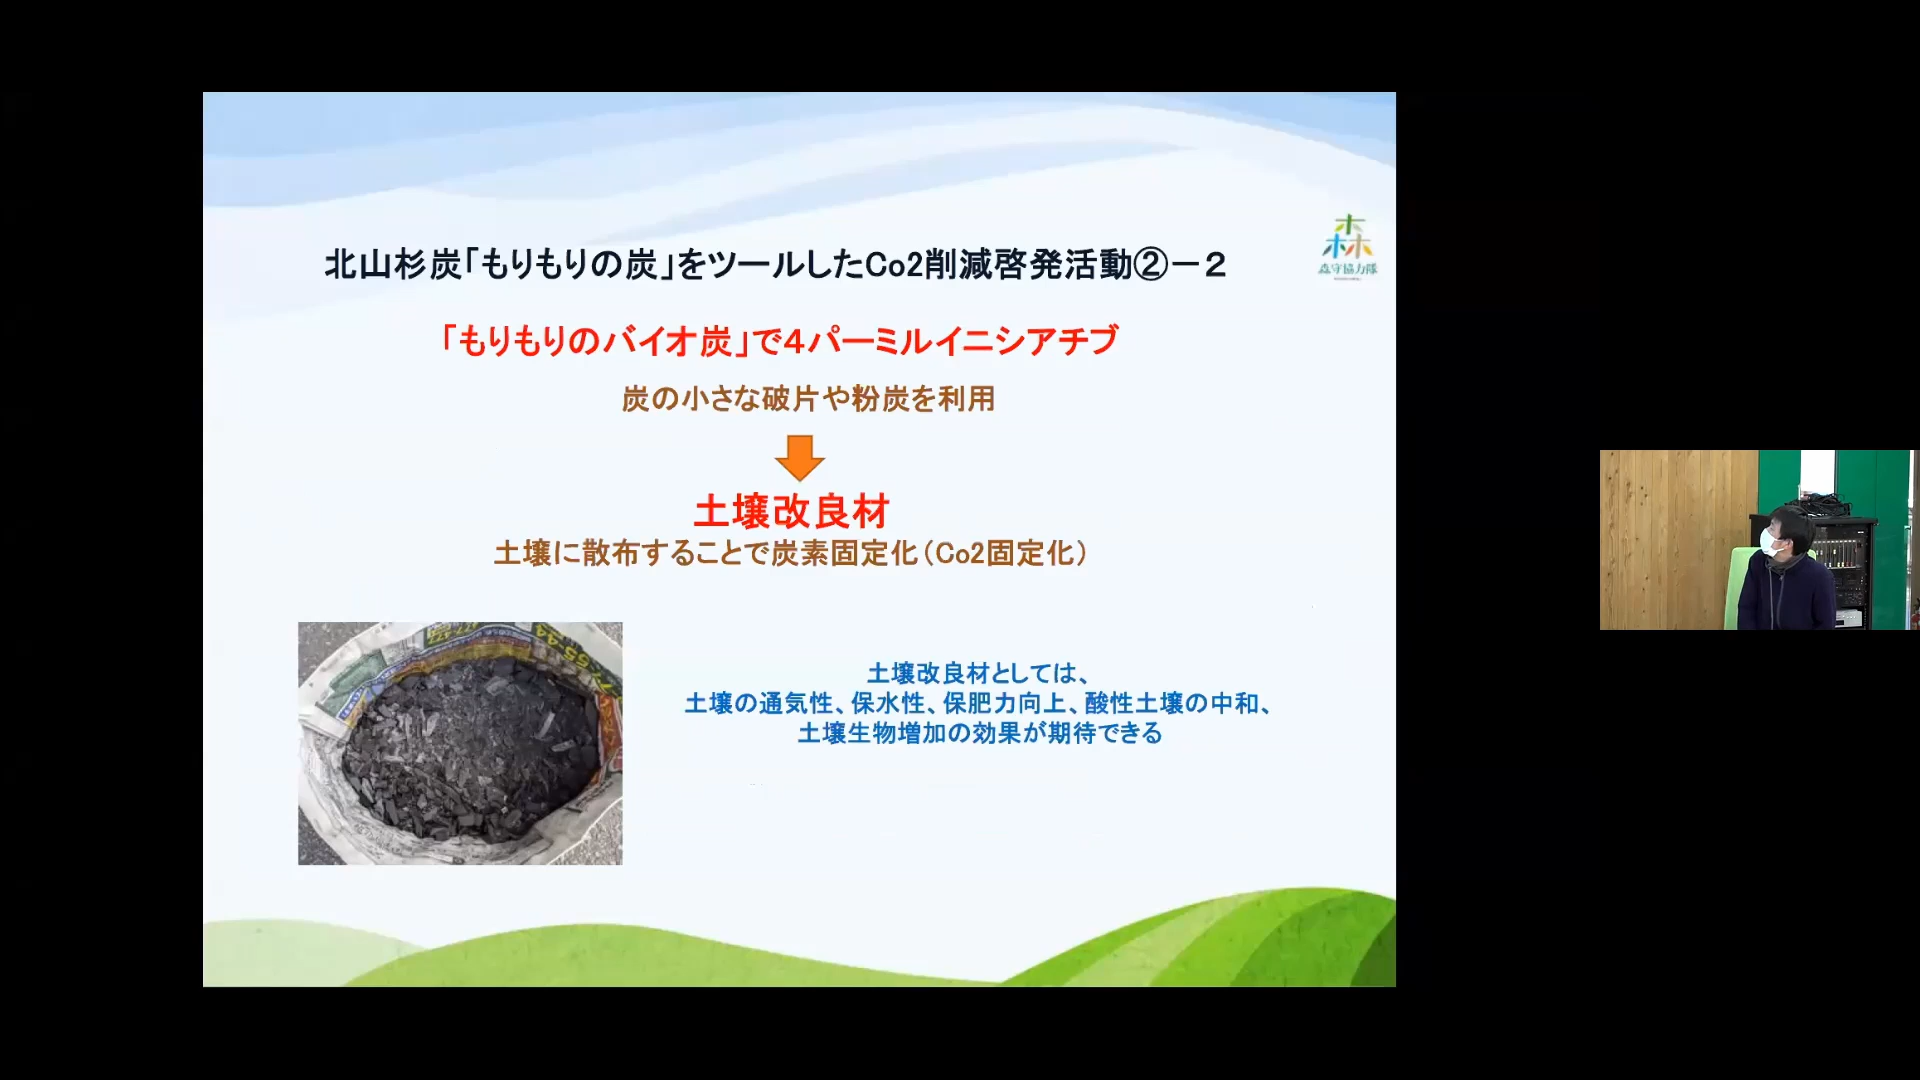 北山杉炭「もりもりの炭」をツールしたCo2削減啓発活動②－２
森守協力隊
「もりもりのバイオ炭」で４パーミルイニシアチブ
炭の小さな破片や粉炭を利用
土壌改良材
土壌に散布することで炭素固定化（Co2固定化）
土壌改良材としては、
土壌の通気性、保水性、保肥力向上、酸性土壌の中和、
土壌生物増加の効果が期待できる